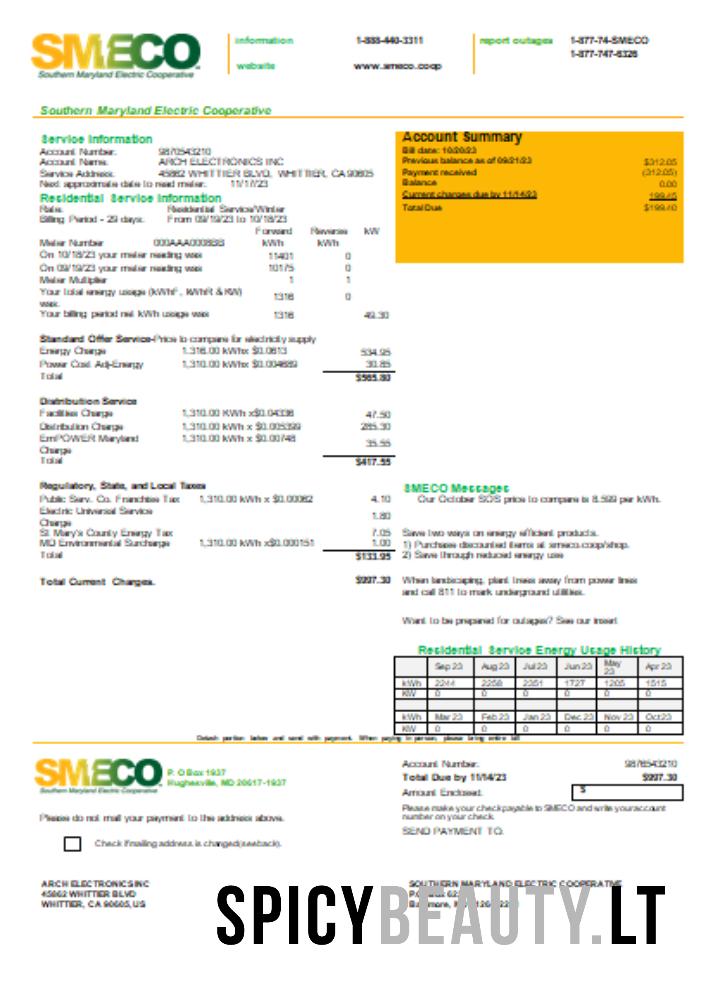 SMECO
Southern Maryland Electric Cooperative
information 1-888-440-3311
website www.smeco.coop
report outages 1-877-74-SMECO
1-877-747-6326
Southern Maryland Electric Cooperative
Service Information
Account Number: 9870543210
Account Name: ARCH ELECTRONICS INC
Service Address: 45862 WHITTIER BLVD, WHITTIER, CA 90605
Next approximate date to read meter: 11/17/23
Residential Service Information
Rate: Residential Service/Winter
Billing Period - 29 days. From 09/19/23 to 10/18/23
Forward Reverse kW
Meter Number 000AAA0008BB kWh kWh
On 10/18/23 your meter reading was 11401 0
On 09/19/23 your meter reading was 10175 0
Meter Multiplier 1 1
Your total energy usage (kWhF, KWhR & KW) was: 1316 0
Your billing period net kWh usage was 1316 49.30
Standard Offer Service-Price to compare for electricity supply
Energy Charge 1,316.00 kWhx $0.0613 534.95
Power Cost Adj-Energy 1,310.00 kWhx $0.004689 30.85
Total $565.80
Distribution Service
Facilities Charge 1,310.00 KWh x$0.04336 47.50
Distribution Charge 1,310.00 kWh x $0.005399 285.30
EmPOWER Maryland Charge 1,310.00 kWh x $0.00748 35.55
Total $417.55
Regulatory, State, and Local Taxes
Public Serv. Co. Franchise Tax 1,310.00 kWh x $0.00062 4.10
Electric Universal Service Charge 1.80
St Mary's County Energy Tax 7.05
MD Environmental Surcharge 1,310.00 kWh x$0.000151 1.00
Total $133.95
Total Current Charges. $997.30
Account Summary
Bill date: 10/20/23
Previous balance as of 09/21/23 $312.05
Payment received (312.05)
Balance 0.00
Current charges due by 11/14/23
Total Due $199.40
SMECO Messages
Our October SOS price to compare is 8.599 per kWh.
Save two ways on energy efficient products.
1) Purchase discounted items at smeco.coop/shop.
2) Save through reduced energy use
When landscaping, plant trees away from power lines
and call 811 to mark underground utilities.
Want to be prepared for outages? See our insert
Residential Service Energy Usage History
Sep 23 Aug 23 Jul 23 Jun 23 May 23 Apr 23
kWh 2244 2258 2351 1727 1205 1515
KW 0 0 0 0 0 0
kWh Mar 23 Feb 23 Jan 23 Dec 23 Nov 23 Oct23
KW 0 0 0 0 0 0
Detach portion below and send with payment. When paying in person, please bring entire bill
SMECO
Southern Maryland Electric Cooperative
P. O Box 1937
Hughesville, MD 20617-1937
Please do not mail your payment to the address above.
Check if mailing address is changed(see back).
Account Number: 9876543210
Total Due by 11/14/23 $997.30
Amount Enclosed. $
Please make your check payable to SMECO and write your account
number on your check.
SEND PAYMENT TO.
ARCH ELECTRONICS INC
45862 WHITTIER BLVD
WHITTIER, CA 90605, US
SOUTHERN MARYLAND ELECTRIC COOPERATIVE
SPICYBEAUTY.LT